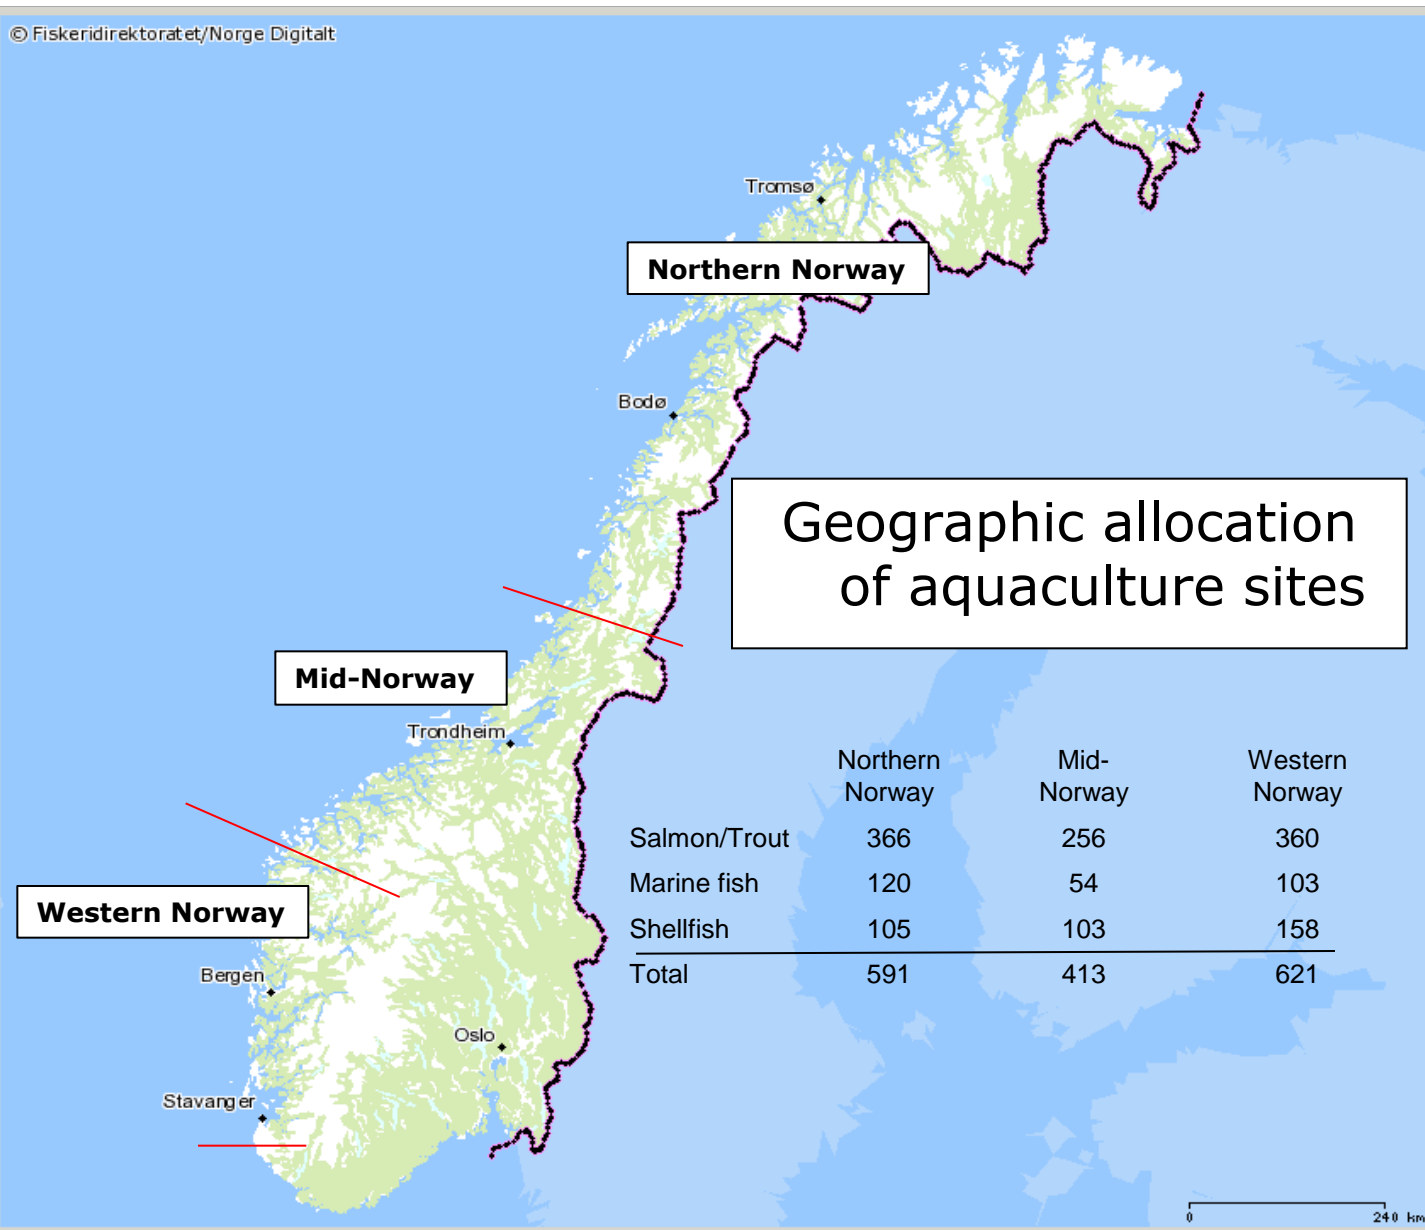 © Fiskeridirektoratet/Norge Digitalt
Tromsø
Northern Norway
Bodø
Geographic allocation
of aquaculture sites
Mid-Norway
Trondheim
Northern Norway Mid-Norway Western Norway
Salmon/Trout 366 256 360
Marine fish 120 54 103
Shellfish 105 103 158
Total 591 413 621
Western Norway
Bergen
Oslo
Stavanger
0 240 km